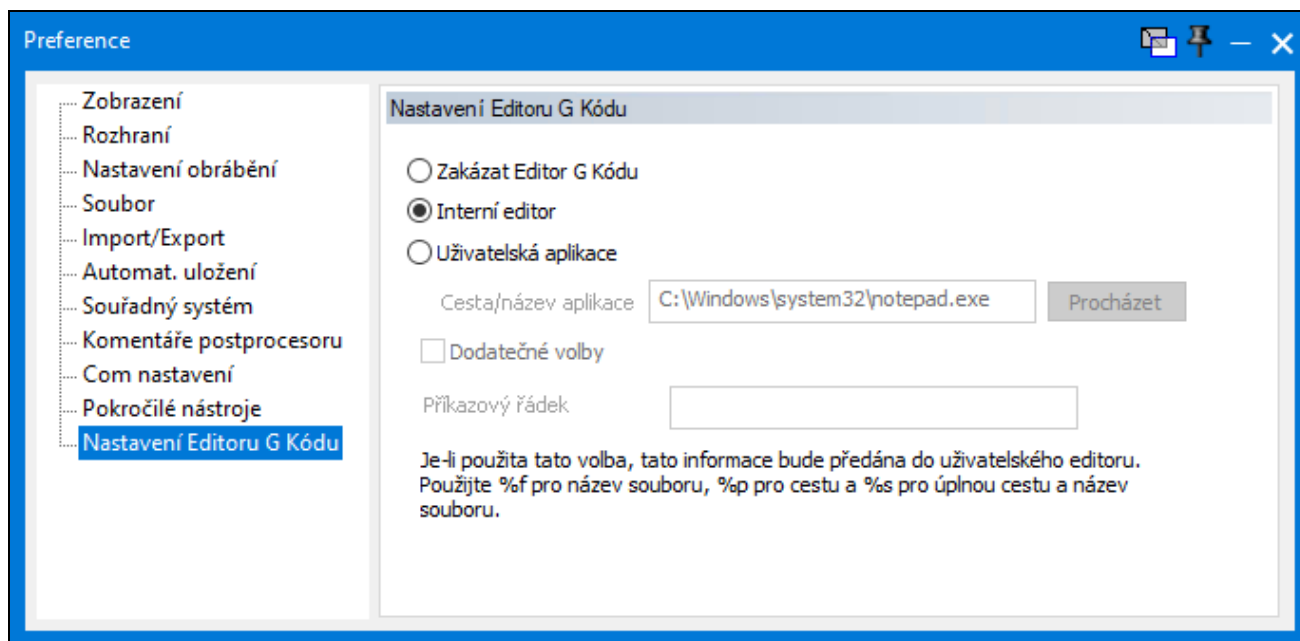 Preference
Zobrazení
Rozhraní
Nastavení obrábění
Soubor
Import/Export
Automat. uložení
Souřadný systém
Komentáře postprocesoru
Com nastavení
Pokročilé nástroje
Nastavení Editoru G Kódu
Nastavení Editoru G Kódu
Zakázat Editor G Kódu
Interní editor
Uživatelská aplikace
Cesta/název aplikace C:\Windows\system32\notepad.exe Procházet
Dodatečné volby
Příkazový řádek
Je-li použita tato volba, tato informace bude předána do uživatelského editoru.
Použijte %f pro název souboru, %p pro cestu a %s pro úplnou cestu a název
souboru.